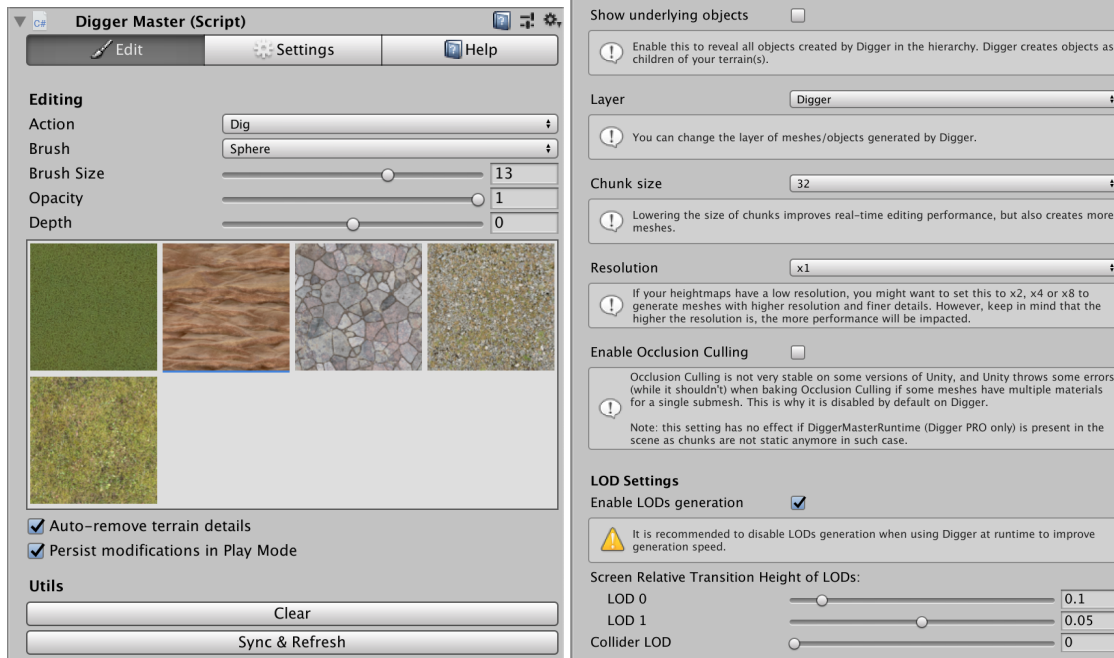 Digger Master (Script)
Edit
Settings
Help
Editing
Action
Dig
Brush
Sphere
Brush Size
13
Opacity
1
Depth
0
Auto-remove terrain details
Persist modifications in Play Mode
Utils
Clear
Sync & Refresh
Show underlying objects
Enable this to reveal all objects created by Digger in the hierarchy. Digger creates objects as
children of your terrain(s).
Layer
Digger
You can change the layer of meshes/objects generated by Digger.
Chunk size
32
Lowering the size of chunks improves real-time editing performance, but also creates more
meshes.
Resolution
x1
If your heightmaps have a low resolution, you might want to set this to x2, x4 or x8 to
generate meshes with higher resolution and finer details. However, keep in mind that the
higher the resolution is, the more performance will be impacted.
Enable Occlusion Culling
Occlusion Culling is not very stable on some versions of Unity, and Unity throws some errors
(while it shouldn't) when baking Occlusion Culling if some meshes have multiple materials
for a single submesh. This is why it is disabled by default on Digger.
Note: this setting has no effect if DiggerMasterRuntime (Digger PRO only) is present in the
scene as chunks are not static anymore in such case.
LOD Settings
Enable LODs generation
It is recommended to disable LODs generation when using Digger at runtime to improve
generation speed.
Screen Relative Transition Height of LODs:
LOD 0
0.1
LOD 1
0.05
Collider LOD
0